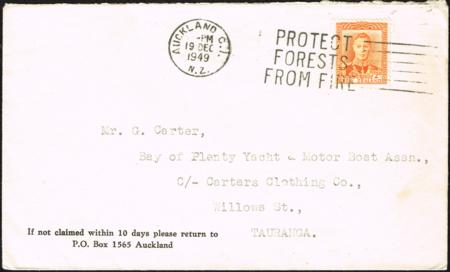 AUCKLAND C.1.
-PM
19 DEC
1949
N.Z.
PROTECT
FORESTS
FROM FIRE
Mr. G. Carter,
Bay of Plenty Yacht & Motor Boat Assn.,
C/- Carters Clothing Co.,
Willows St.,
TAURANGA.
If not claimed within 10 days please return to
P.O. Box 1565 Auckland